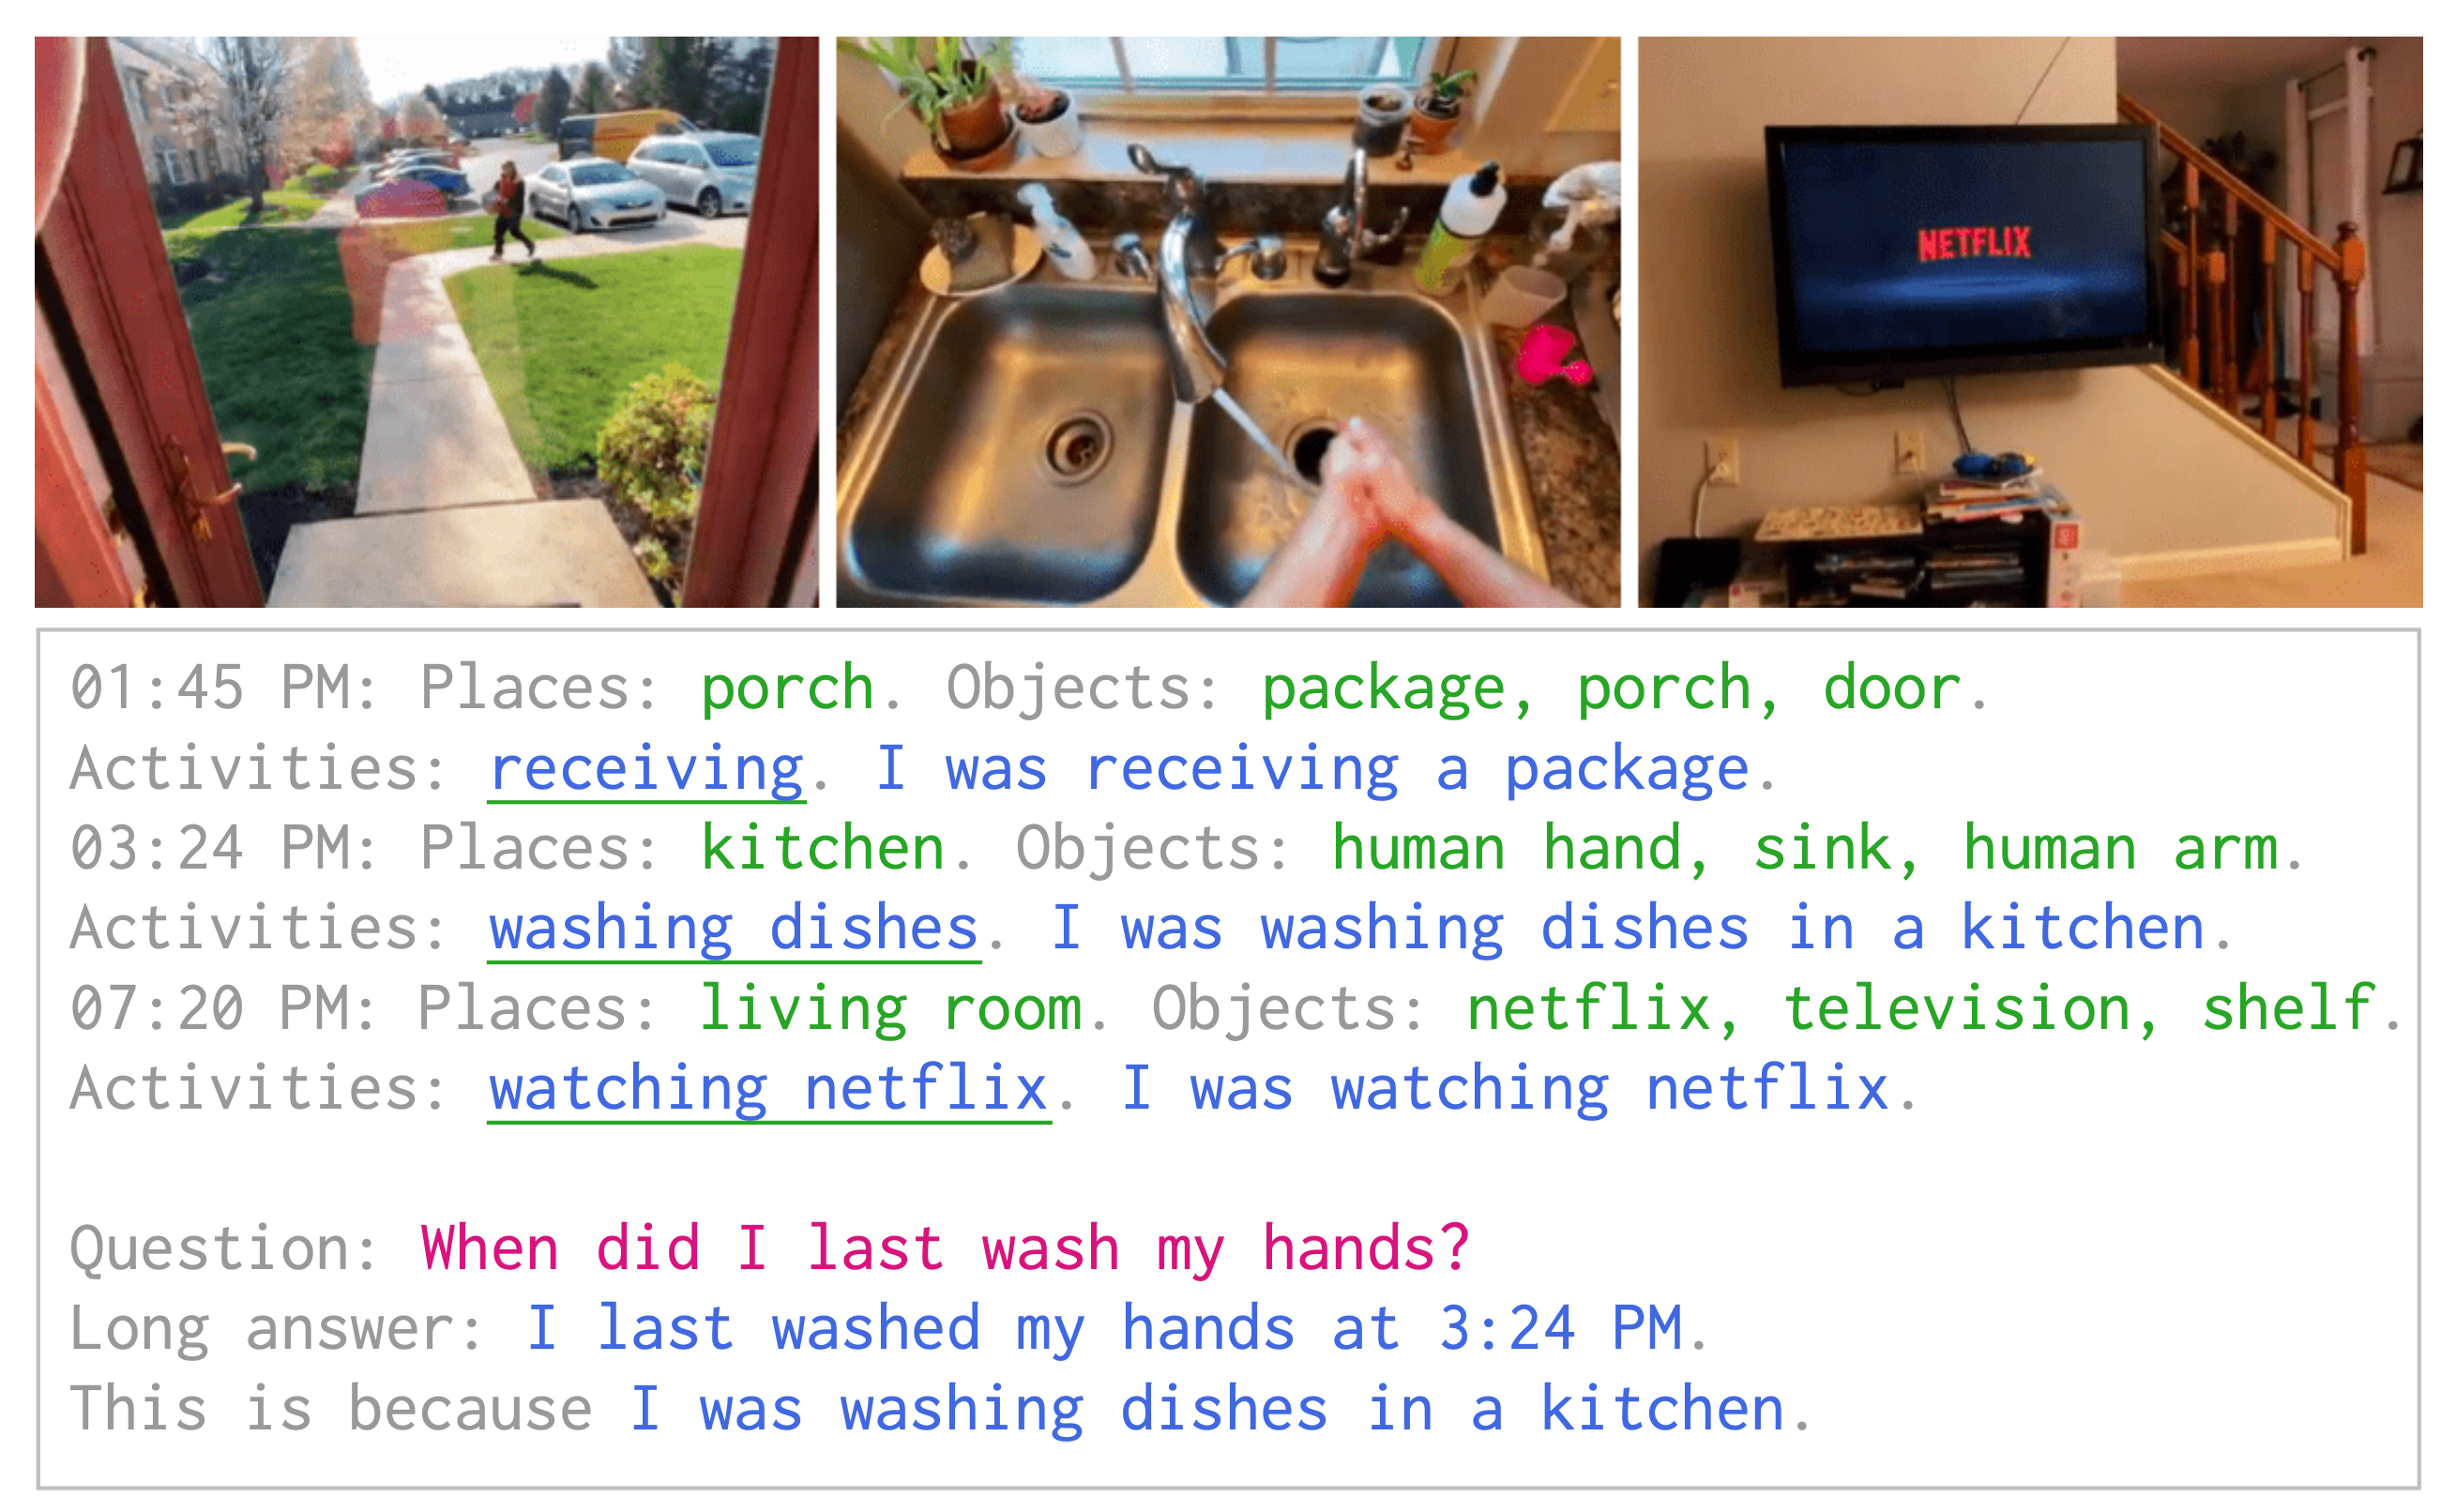 NETFLIX
01:45 PM: Places: porch. Objects: package, porch, door.
Activities: receiving. I was receiving a package.
03:24 PM: Places: kitchen. Objects: human hand, sink, human arm.
Activities: washing dishes. I was washing dishes in a kitchen.
07:20 PM: Places: living room. Objects: netflix, television, shelf.
Activities: watching netflix. I was watching netflix.
Question: When did I last wash my hands?
Long answer: I last washed my hands at 3:24 PM.
This is because I was washing dishes in a kitchen.